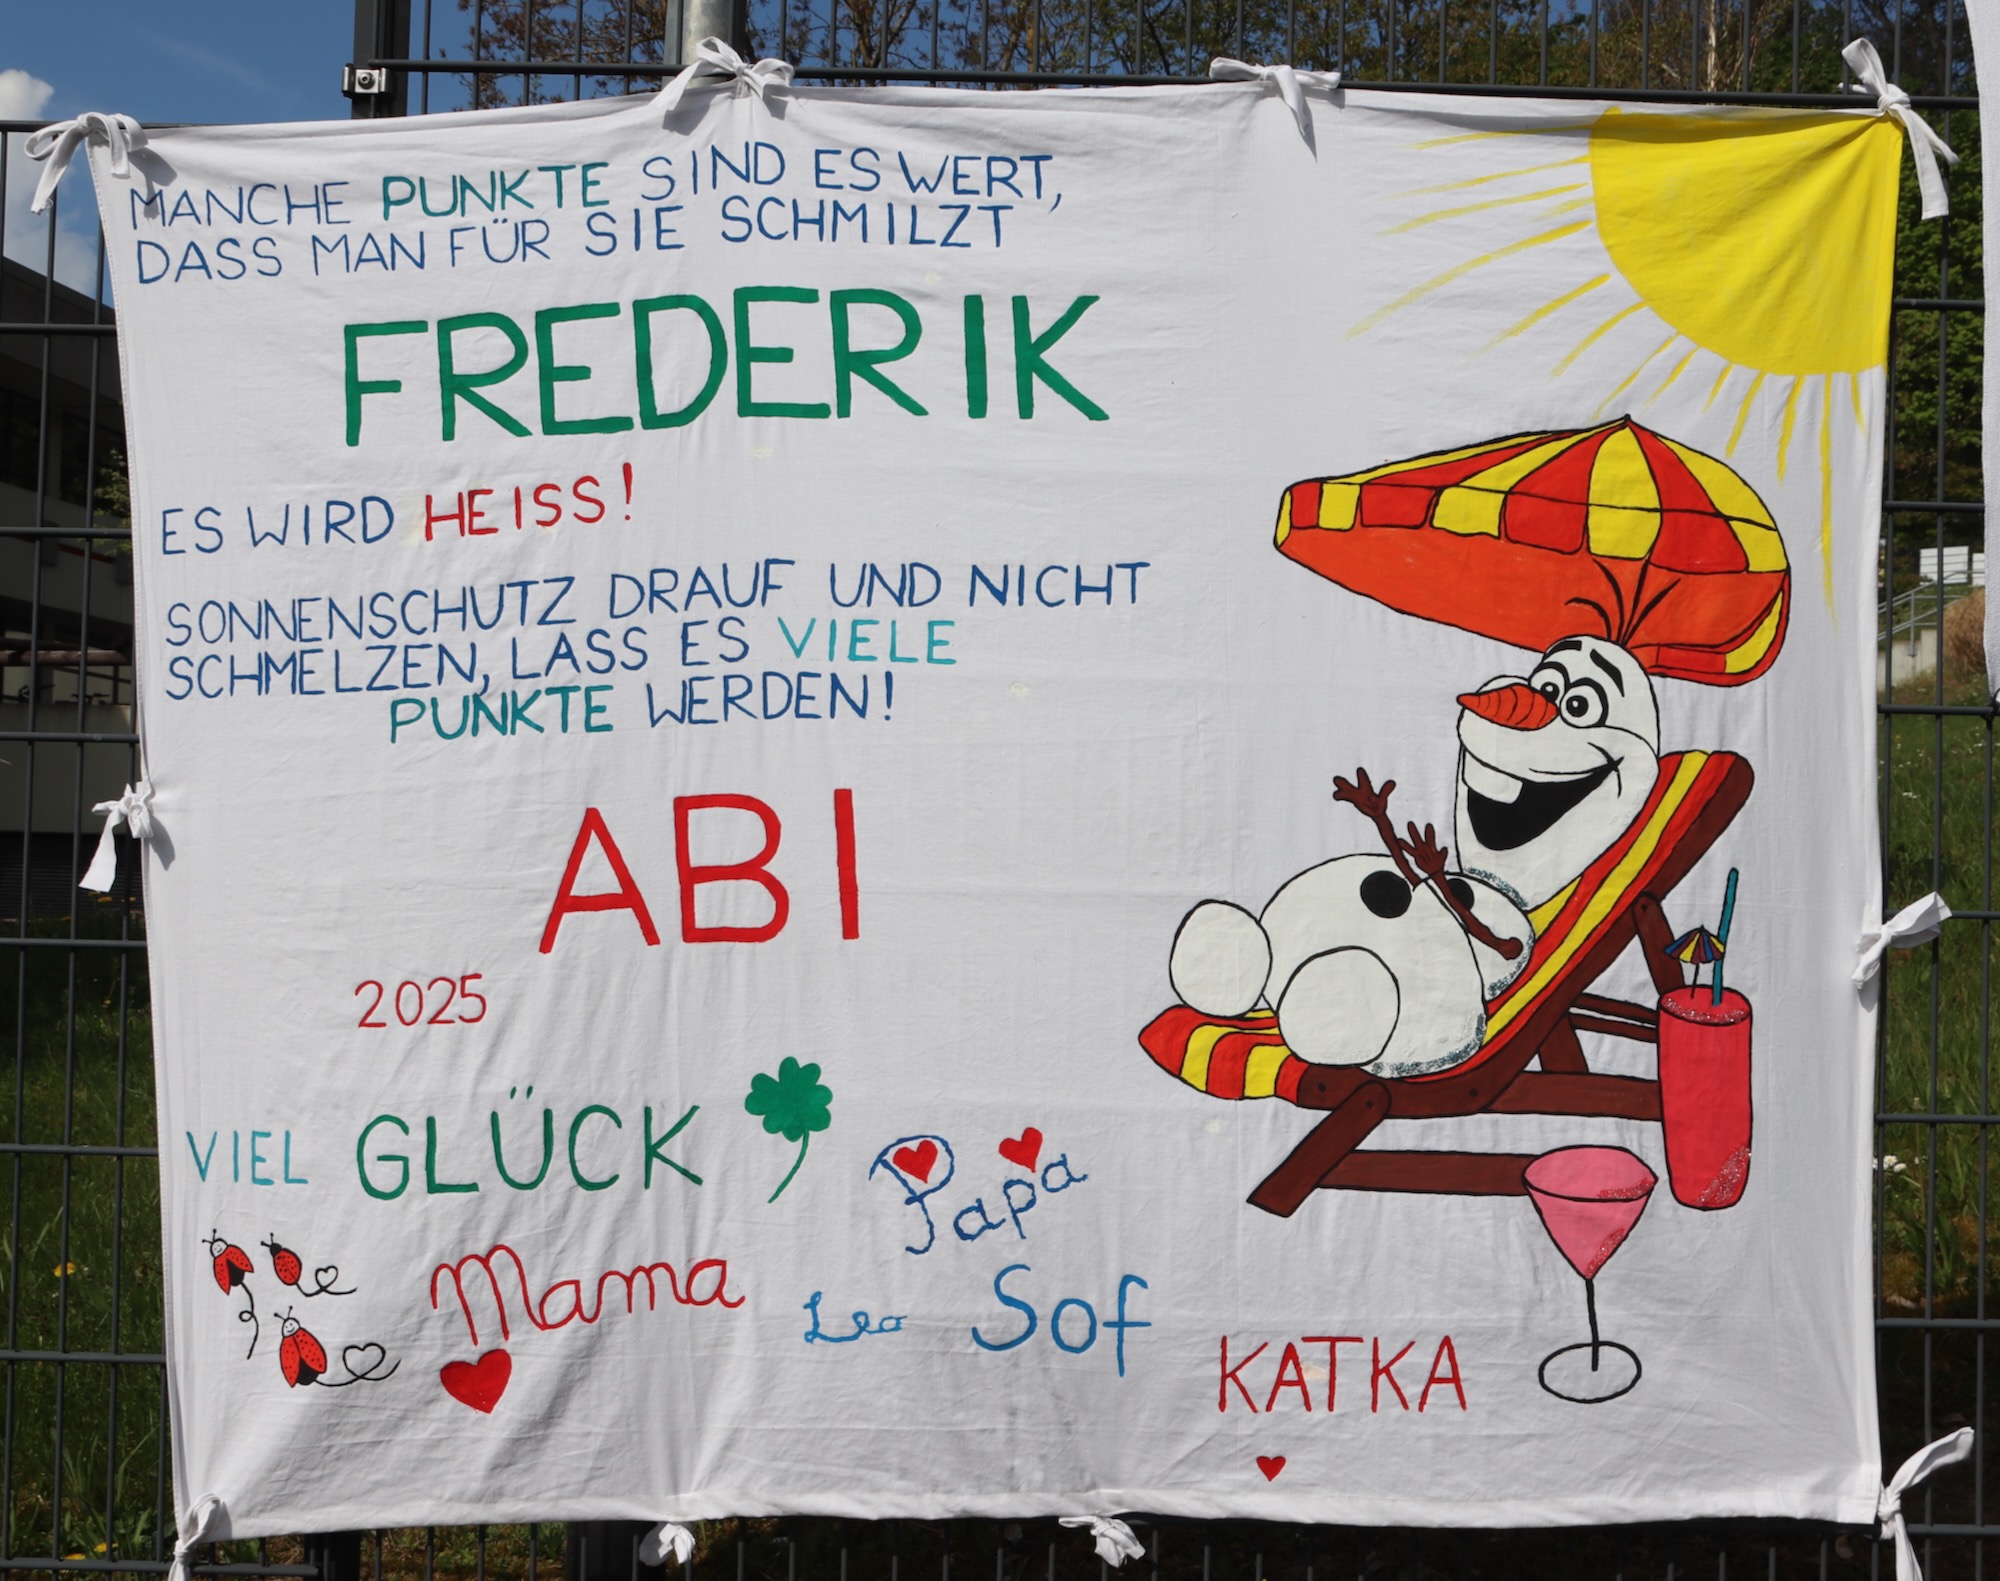 MANCHE PUNKTE SIND ES WERT,
DASS MAN FÜR SIE SCHMILZT
FREDERIK
ES WIRD HEISS!
SONNENSCHUTZ DRAUF UND NICHT
SCHMELZEN, LASS ES VIELE
PUNKTE WERDEN!
ABI
2025
VIEL GLÜCK
Papa
Mama
Leo
Sof
KATKA